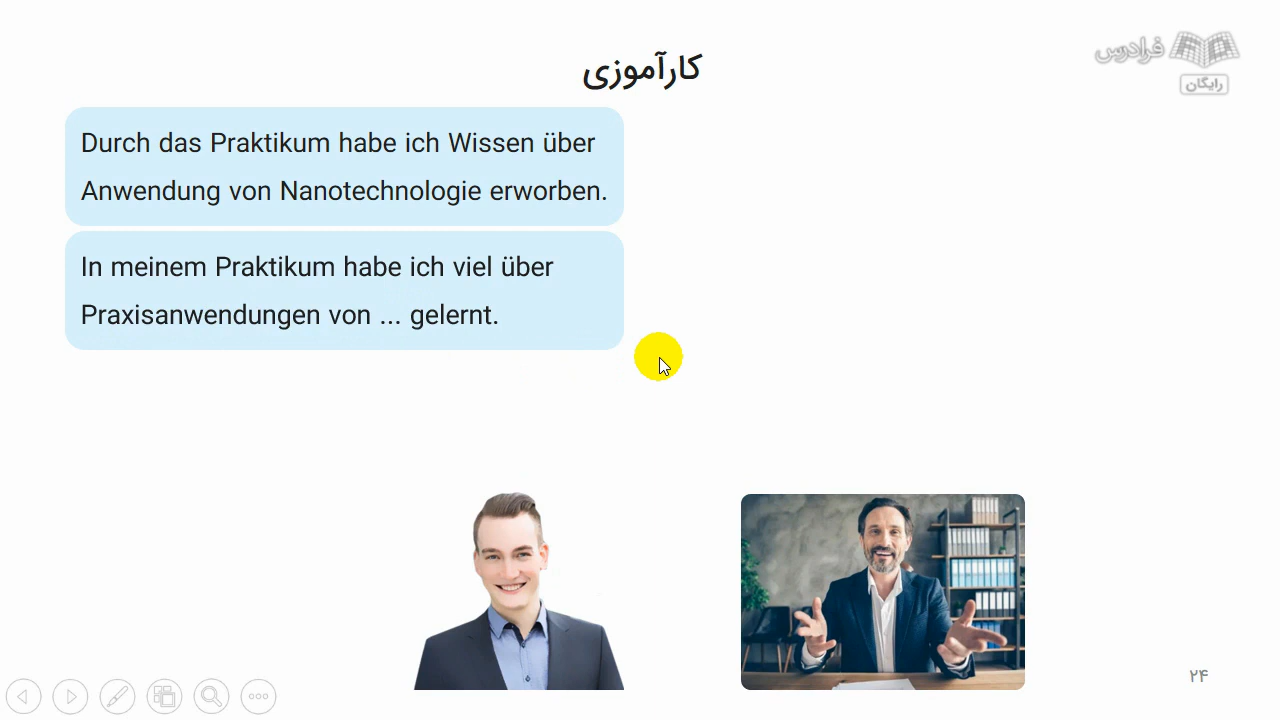 فرادرس
رایگان
کارآموزی
Durch das Praktikum habe ich Wissen über
Anwendung von Nanotechnologie erworben.
In meinem Praktikum habe ich viel über
Praxisanwendungen von ... gelernt.
۲۴